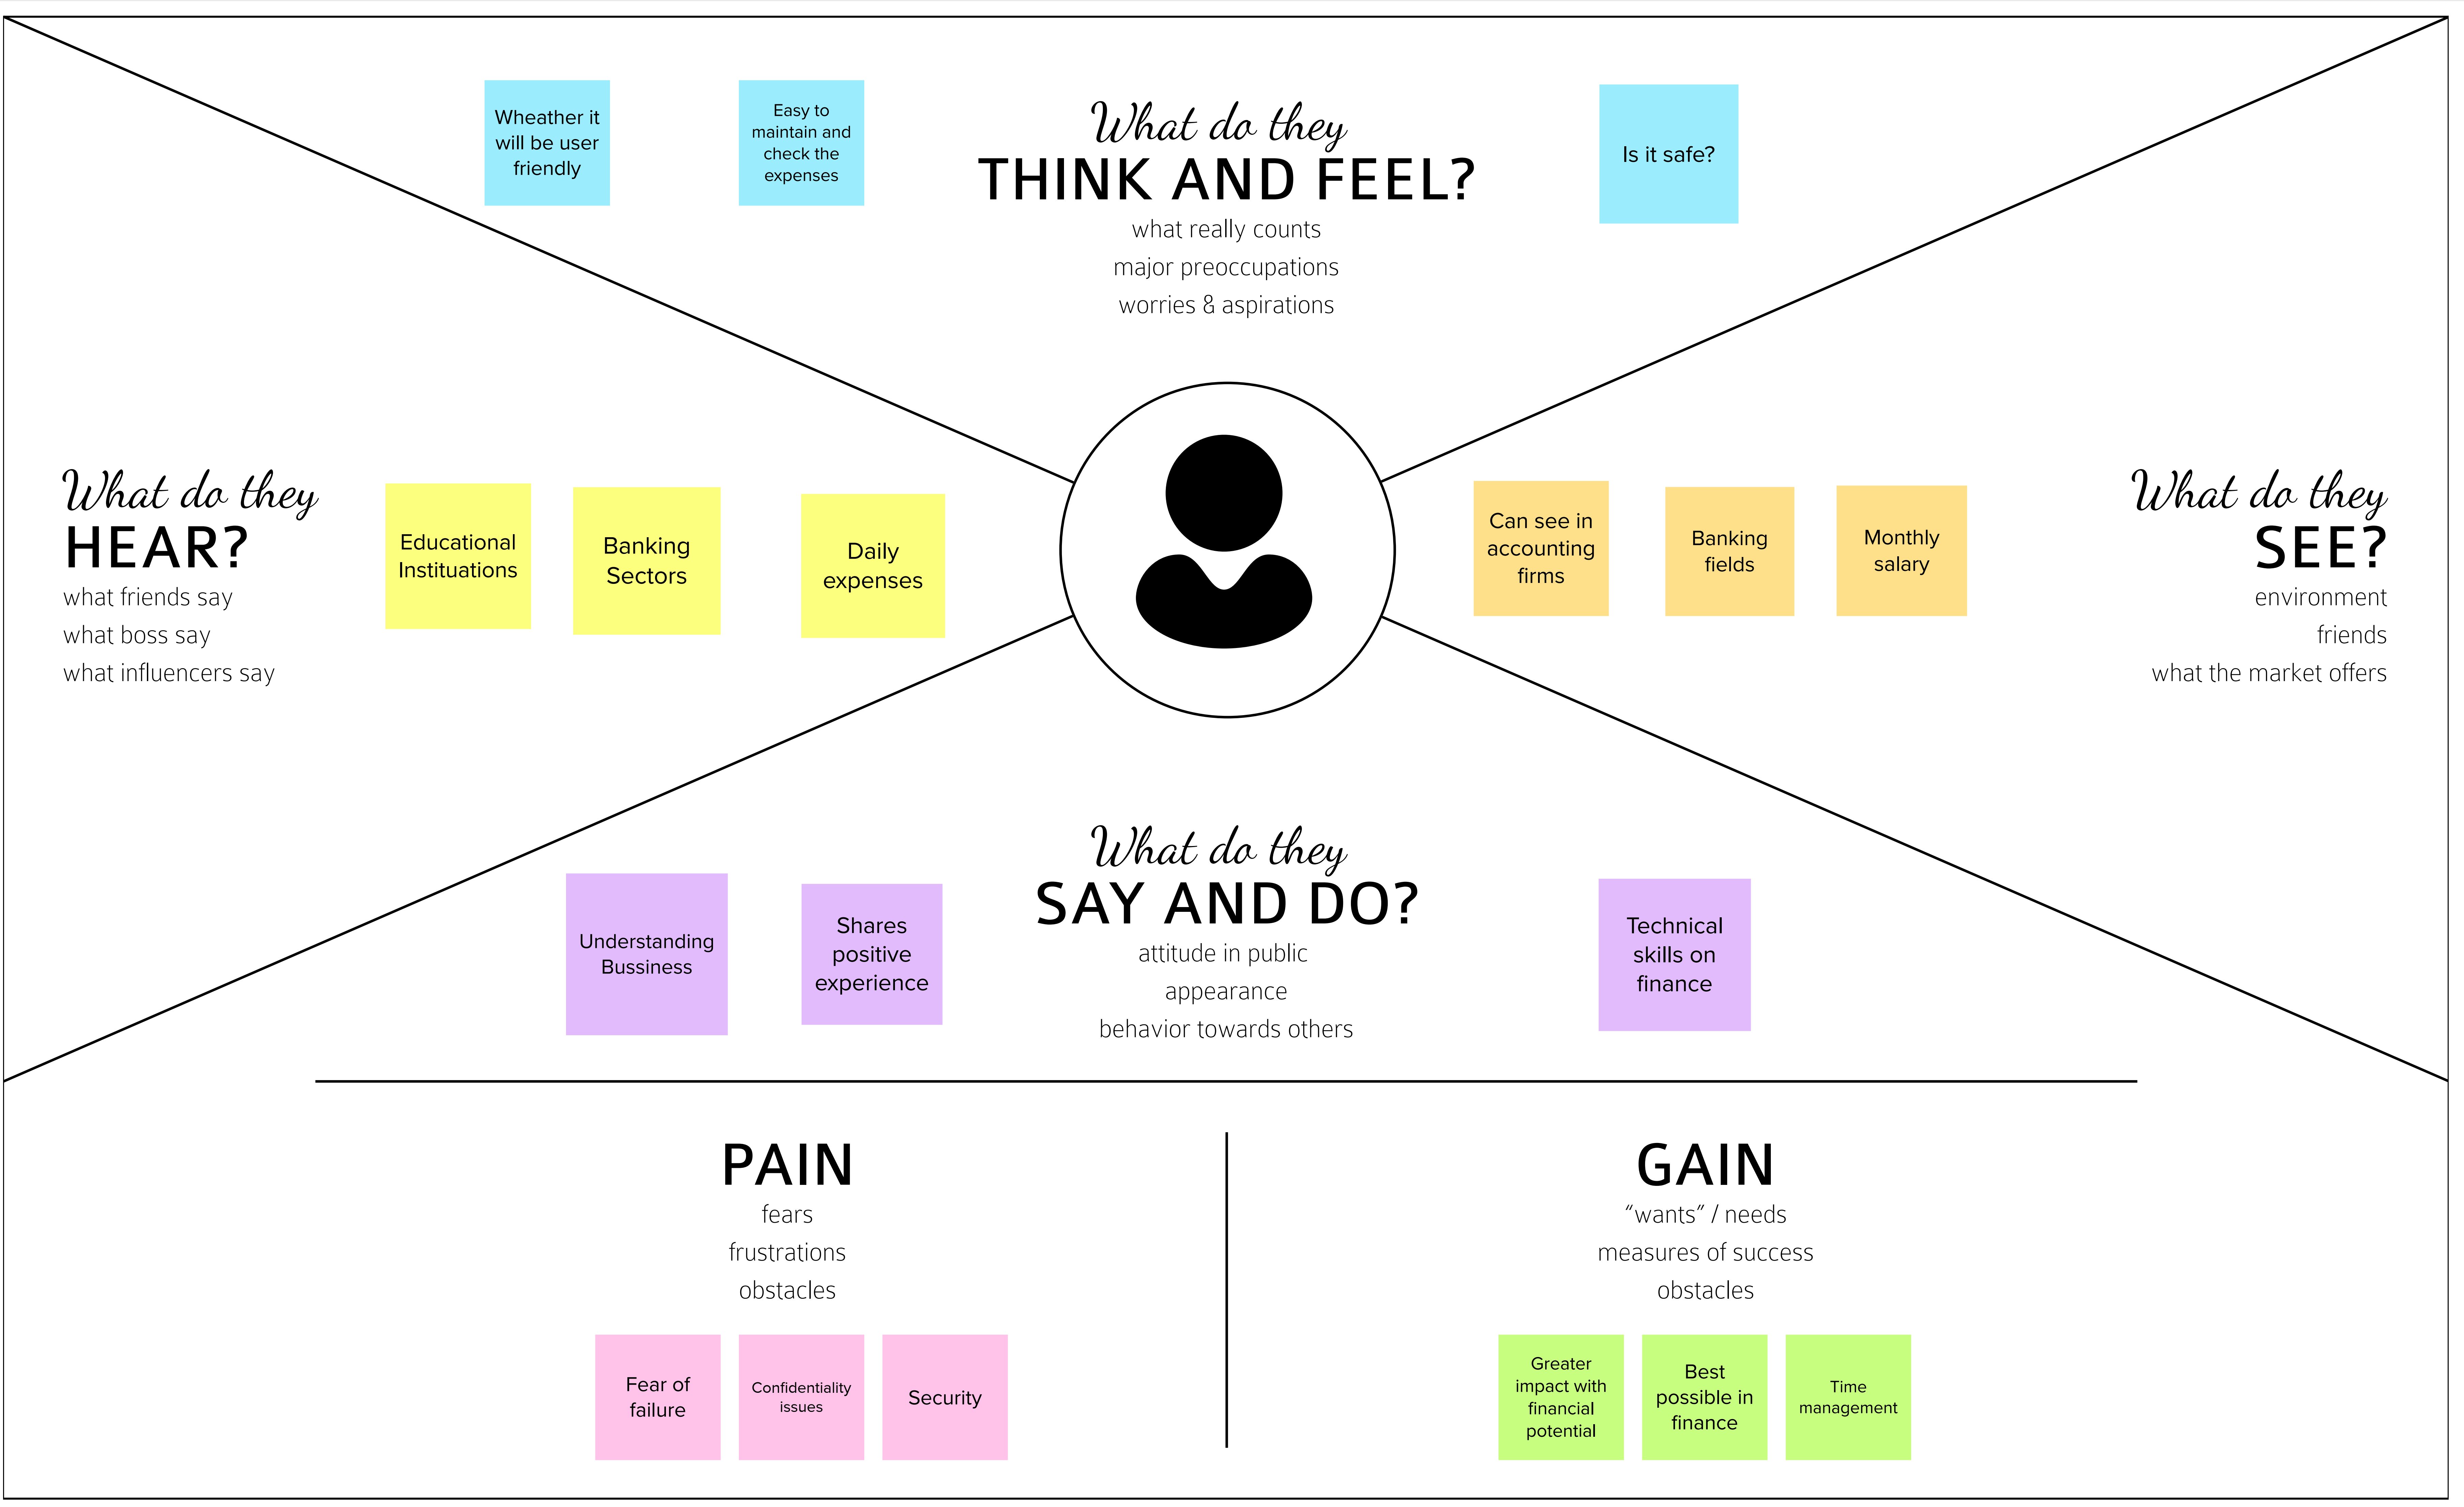 Wheather it
will be user
friendly
Easy to
maintain and
check the
expenses
What do they
THINK AND FEEL?
what really counts
major preoccupations
worries & aspirations
Is it safe?
What do they
HEAR?
what friends say
what boss say
what influencers say
Educational
Instituations
Banking
Sectors
Daily
expenses
Can see in
accounting
firms
Banking
fields
Monthly
salary
What do they
SEE?
environment
friends
what the market offers
Understanding
Bussiness
Shares
positive
experience
What do they
SAY AND DO?
attitude in public
appearance
behavior towards others
Technical
skills on
finance
PAIN
fears
frustrations
obstacles
Fear of
failure
Confidentiality
issues
Security
GAIN
“wants” / needs
measures of success
obstacles
Greater
impact with
financial
potential
Best
possible in
finance
Time
management